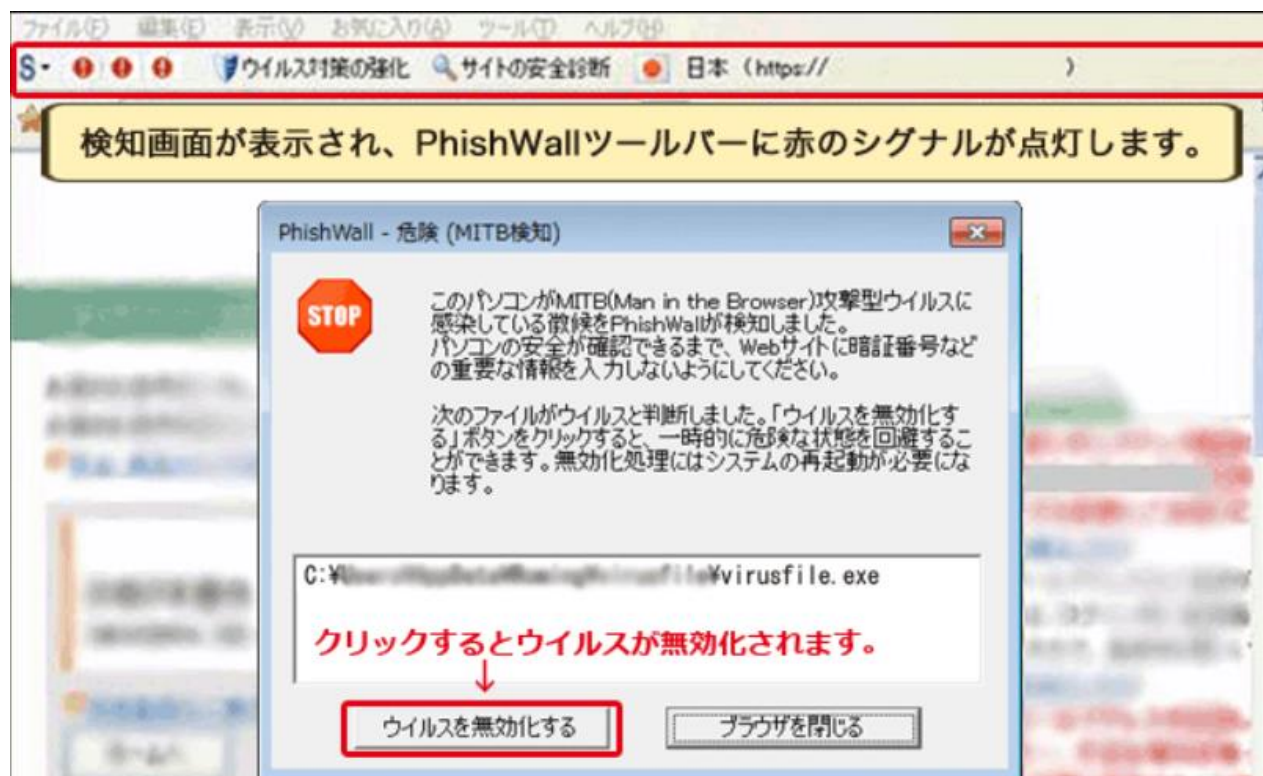 ファイル(F) 編集(E) 表示(V) お気に入り(A) ツール(T) ヘルプ(H)
S ウイルス対策の強化 サイトの安全診断 日本 (https:// )
検知画面が表示され、PhishWallツールバーに赤のシグナルが点灯します。
PhishWall - 危険 (MITB検知)
STOP
このパソコンがMITB(Man in the Browser)攻撃型ウイルスに
感染している徴候をPhishWallが検知しました。
パソコンの安全が確認できるまで、Webサイトに暗証番号など
の重要な情報を入力しないようにしてください。
次のファイルがウイルスと判断しました。「ウイルスを無効化す
る」ボタンをクリックすると、一時的に危険な状態を回避するこ
とができます。無効化処理にはシステムの再起動が必要にな
ります。
C:¥ ¥virusfile.exe
クリックするとウイルスが無効化されます。
ウイルスを無効化する ブラウザを閉じる